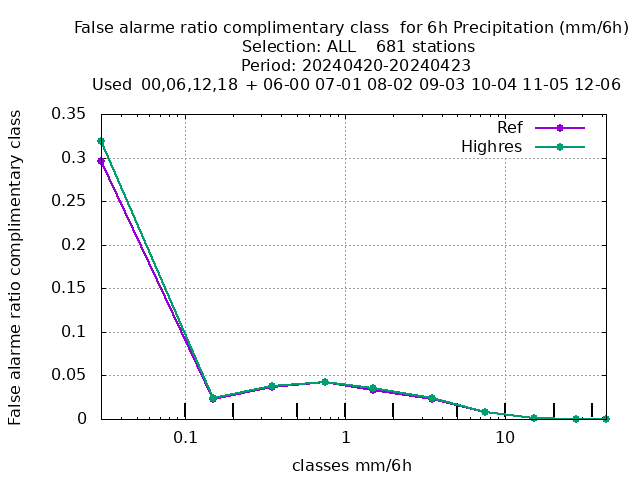 False alarme ratio complimentary class  for 6h Precipitation (mm/6h)
Selection: ALL    681 stations
Period: 20240420-20240423
Used  00,06,12,18  + 06-00 07-01 08-02 09-03 10-04 11-05 12-06
False alarme ratio complimentary class
0.35
0.3
0.25
0.2
0.15
0.1
0.05
0
Ref
Highres
0.1 1 10
classes mm/6h